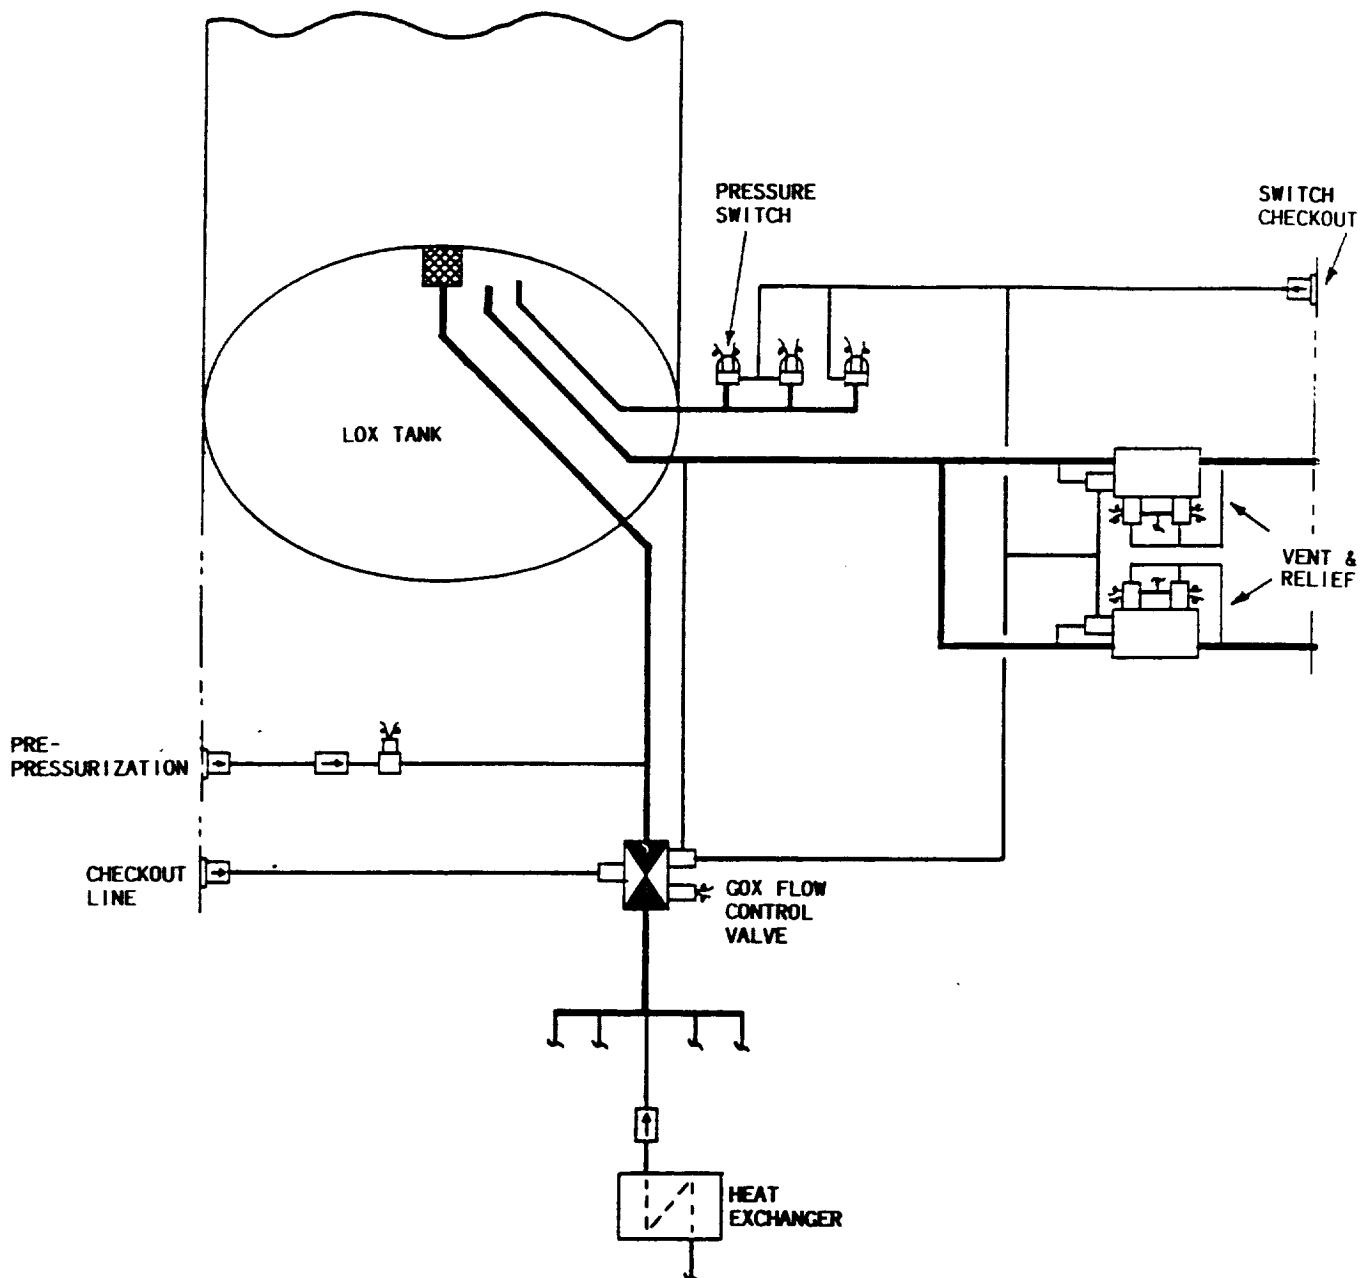 PRESSURE
SWITCH
SWITCH
CHECKOUT
LOX TANK
VENT &
RELIEF
PRE-
PRESSURIZATION
CHECKOUT
LINE
GOX FLOW
CONTROL
VALVE
HEAT
EXCHANGER